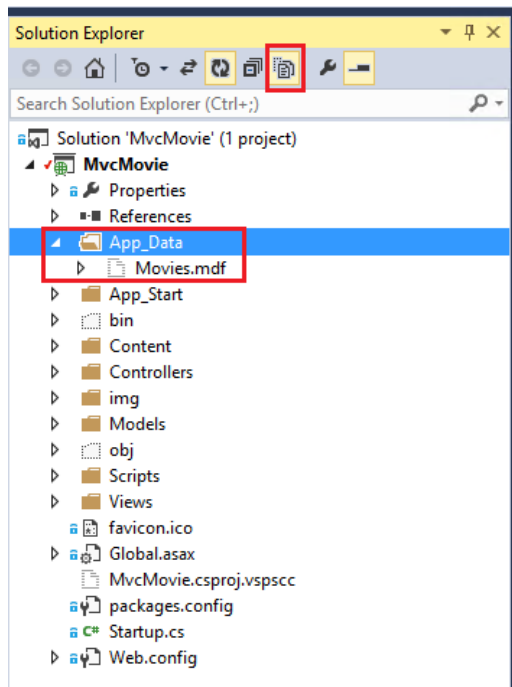 Solution Explorer
Search Solution Explorer (Ctrl+;)
Solution 'MvcMovie' (1 project)
MvcMovie
Properties
References
App_Data
Movies.mdf
App_Start
bin
Content
Controllers
img
Models
obj
Scripts
Views
favicon.ico
Global.asax
MvcMovie.csproj.vspscc
packages.config
C# Startup.cs
Web.config